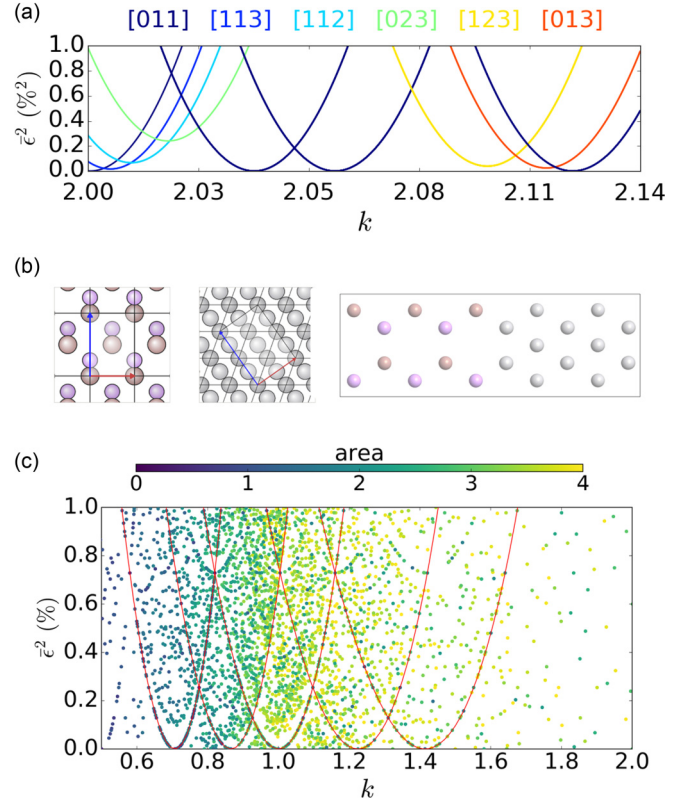 (a)
[011] [113] [112] [023] [123] [013]
1.0
0.8
0.6
0.4
0.2
0.0
ϵ̄² (%²)
2.00 2.03 2.05 2.08 2.11 2.14
k
(b)
(c)
area
0 1 2 3 4
1.0
0.8
0.6
0.4
0.2
0.0
ϵ̄² (%)
0.6 0.8 1.0 1.2 1.4 1.6 1.8 2.0
k